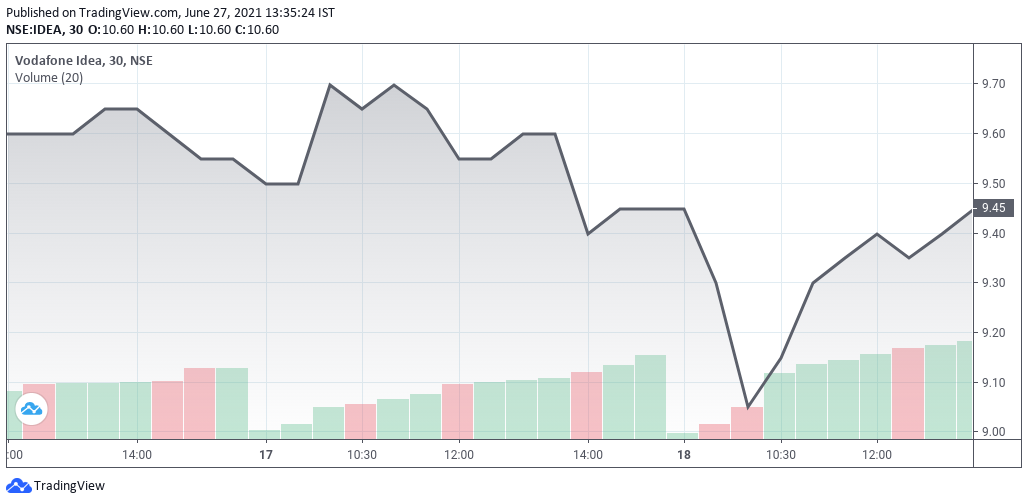 Published on TradingView.com, June 27, 2021 13:35:24 IST
NSE:IDEA, 30 O:10.60 H:10.60 L:10.60 C:10.60
Vodafone Idea, 30, NSE
Volume (20)
9.70
9.60
9.50
9.45
9.40
9.30
9.20
9.10
9.00
:00 14:00 17 10:30 12:00 14:00 18 10:30 12:00
TradingView